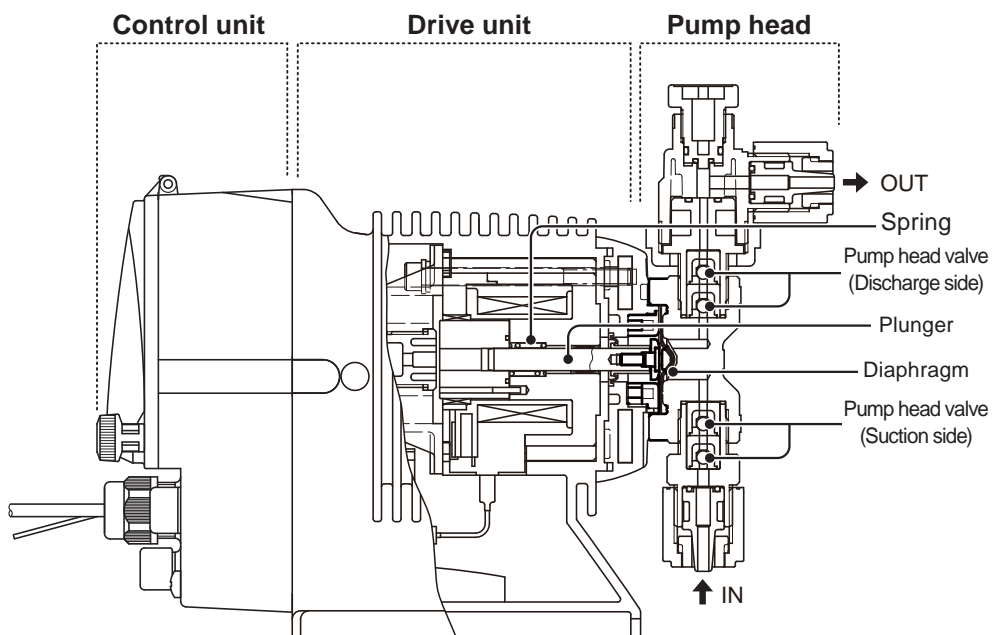 Control unit
Drive unit
Pump head
OUT
Spring
Pump head valve
(Discharge side)
Plunger
Diaphragm
Pump head valve
(Suction side)
IN